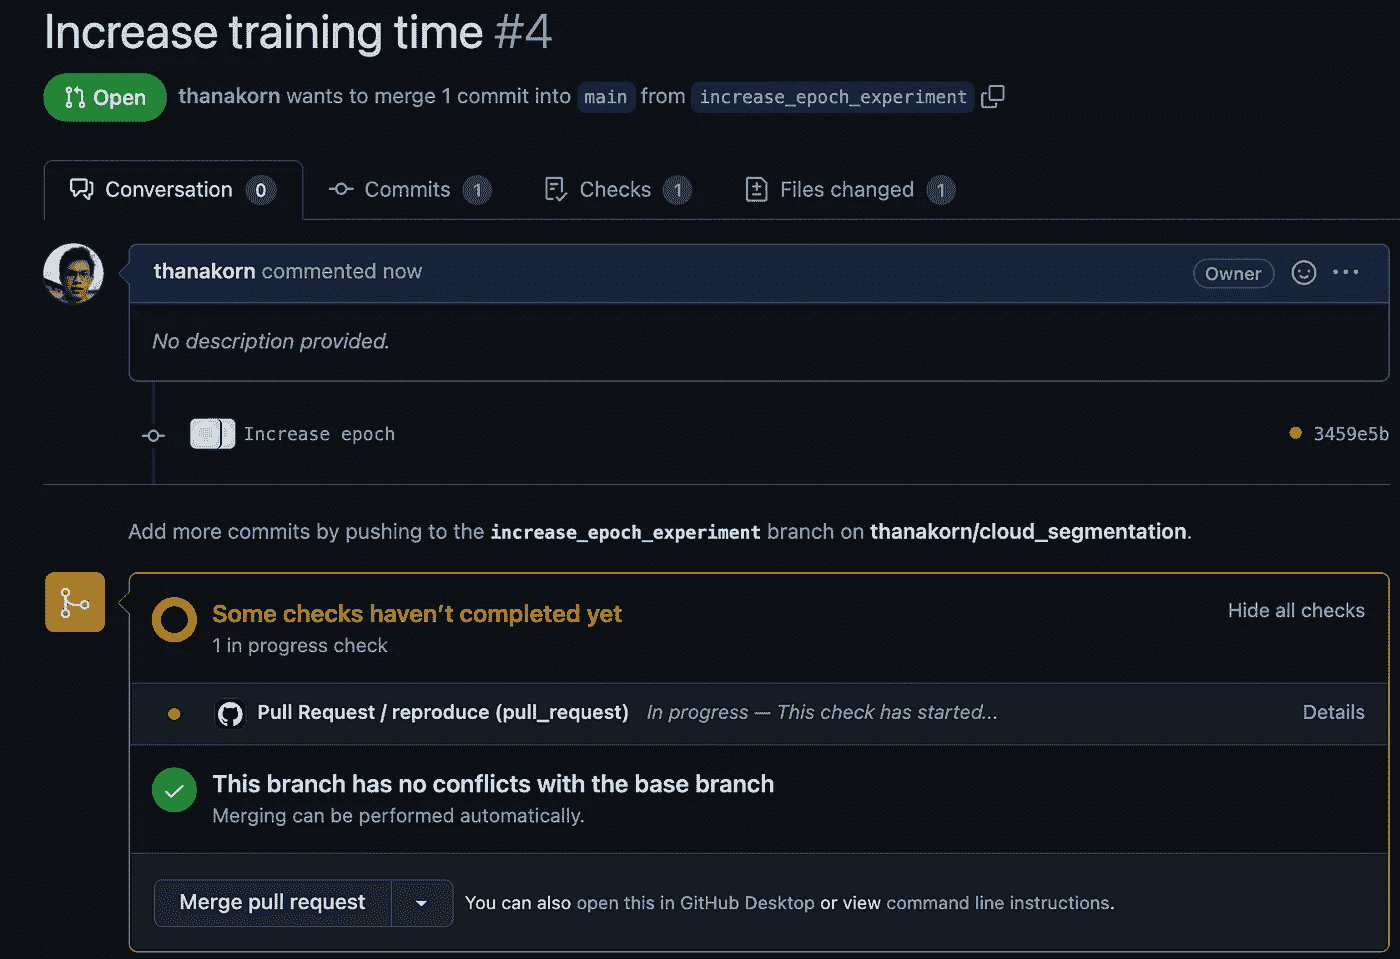 Increase training time #4
Open thanakorn wants to merge 1 commit into main from increase_epoch_experiment
Conversation 0 Commits 1 Checks 1 Files changed 1
thanakorn commented now Owner
No description provided.
Increase epoch 3459e5b
Add more commits by pushing to the increase_epoch_experiment branch on thanakorn/cloud_segmentation.
Some checks haven’t completed yet Hide all checks
1 in progress check
Pull Request / reproduce (pull_request) In progress — This check has started... Details
This branch has no conflicts with the base branch
Merging can be performed automatically.
Merge pull request You can also open this in GitHub Desktop or view command line instructions.